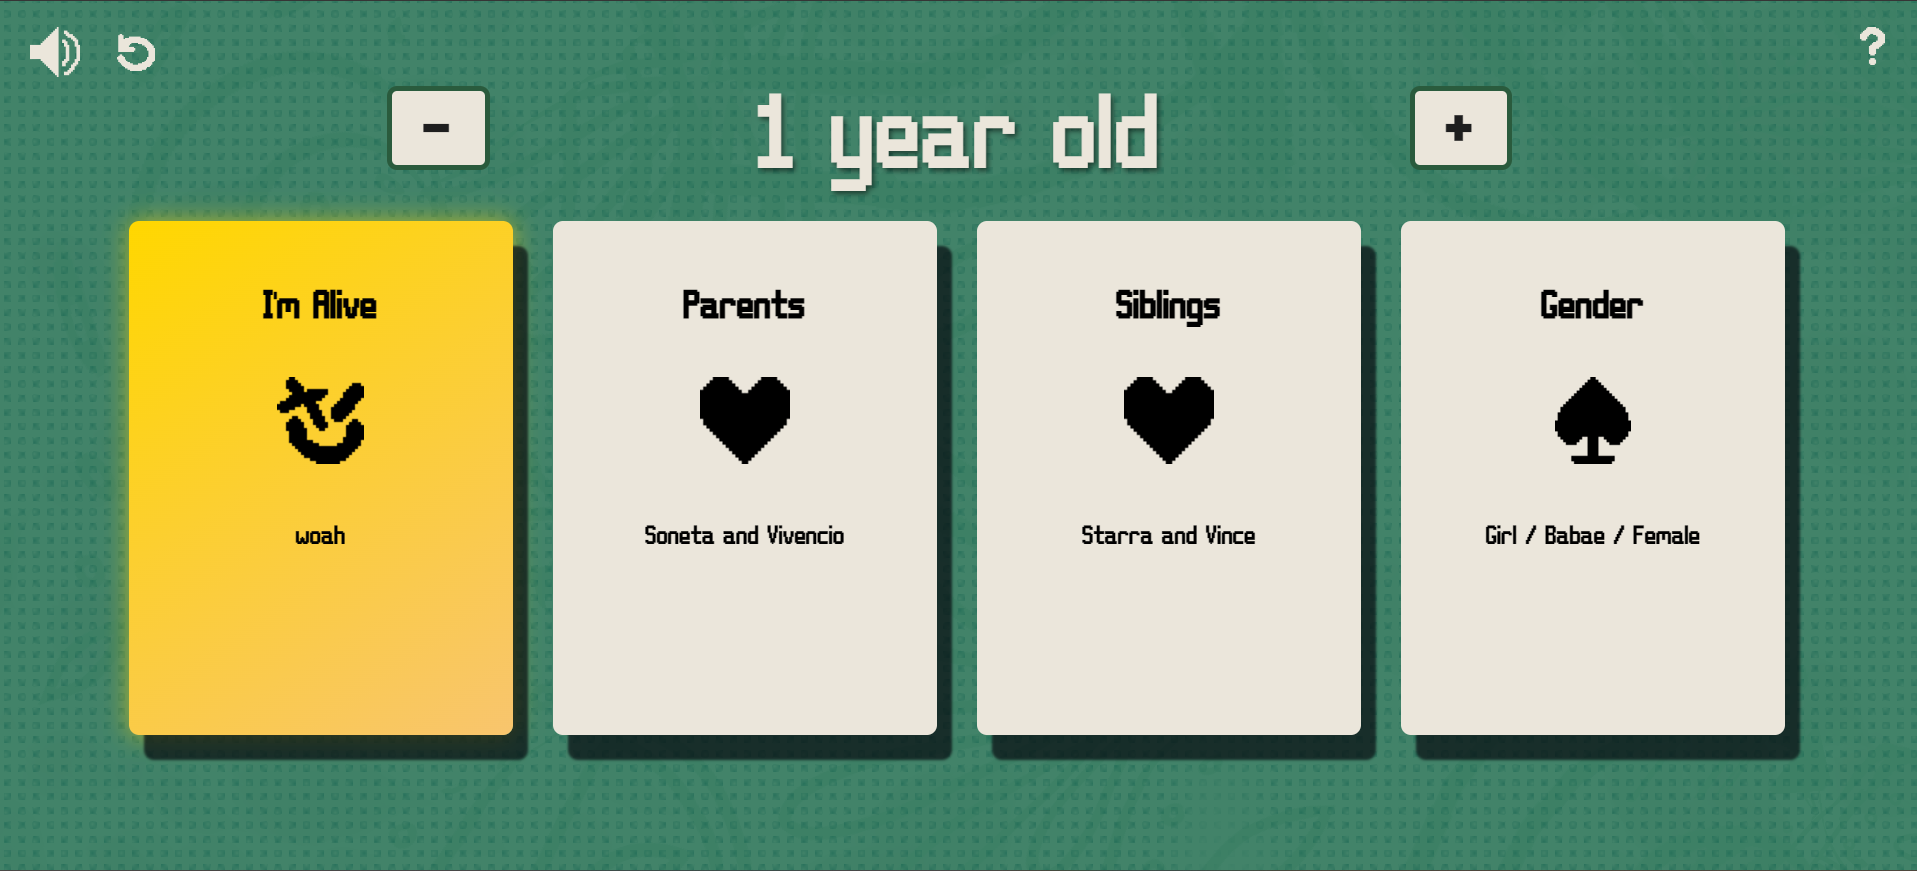 ?
-
1 year old
+
I'm Alive
Parents
Siblings
Gender
woah
Soneta and Vivencio
Starra and Vince
Girl / Babae / Female